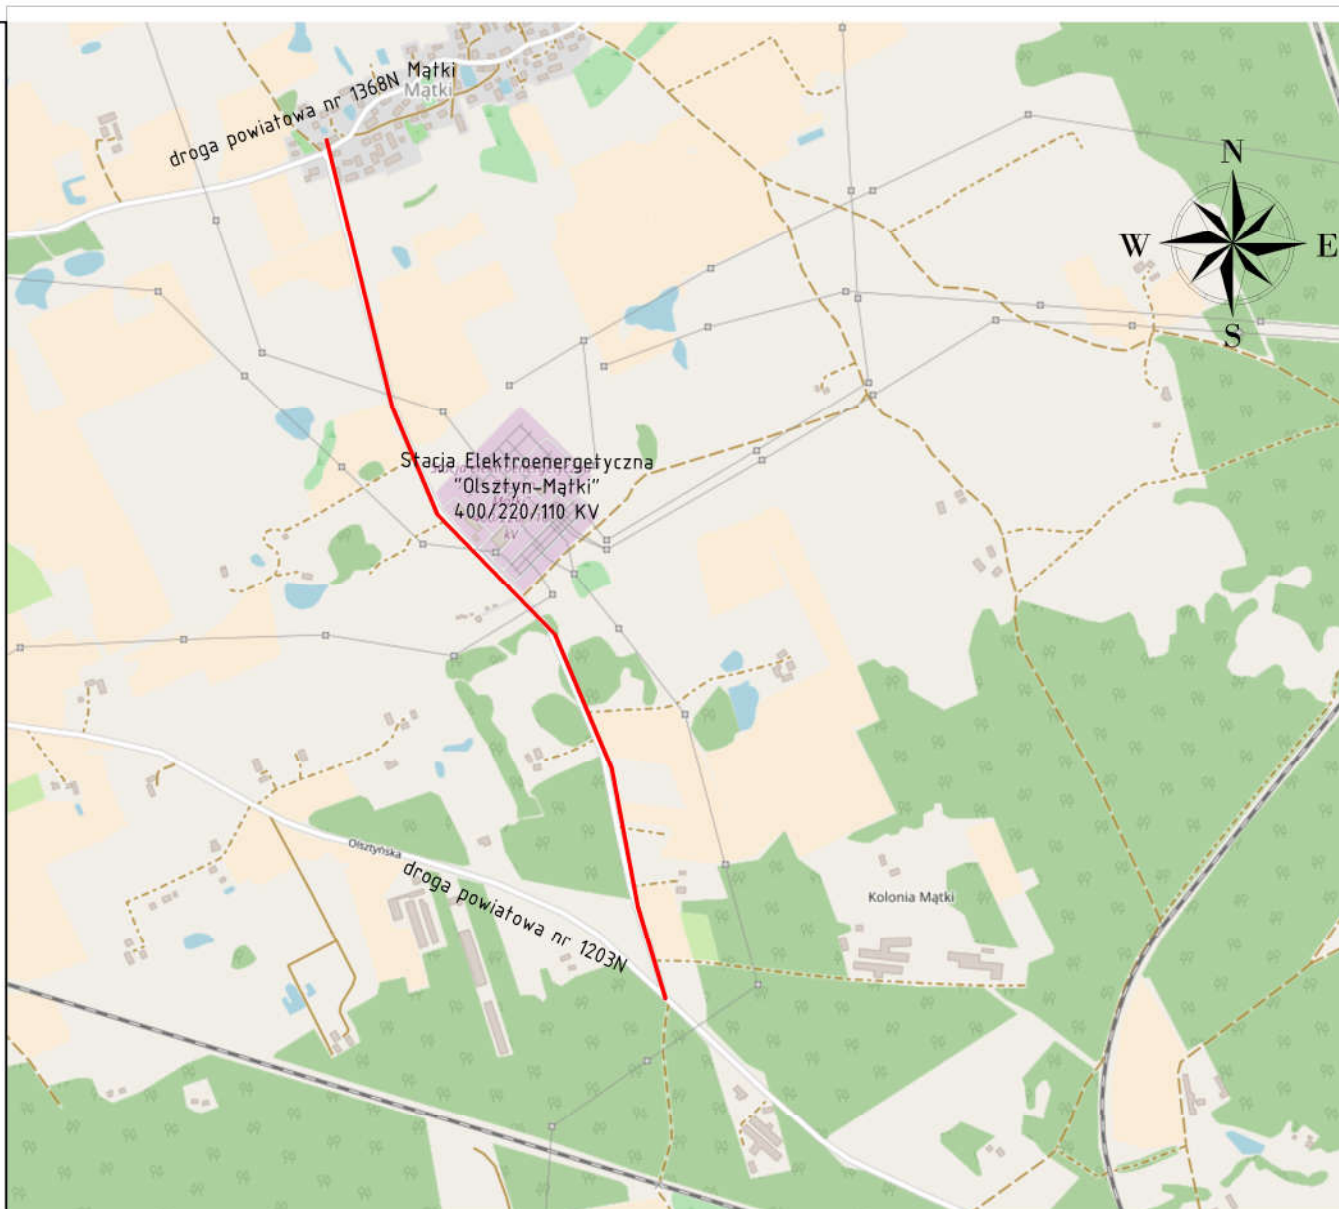 droga powiatowa nr 1368N
Mątki
Mątki
N
W
E
S
Stacja Elektroenergetyczna
"Olsztyn-Mątki"
400/220/110 KV
kV
Olsztyńska
droga powiatowa nr 1203N
Kolonia Mątki